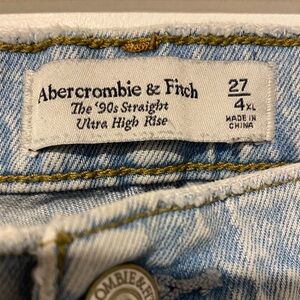 Abercrombie & Fitch
The '90s Straight
Ultra High Rise
27
4XL
MADE IN
CHINA